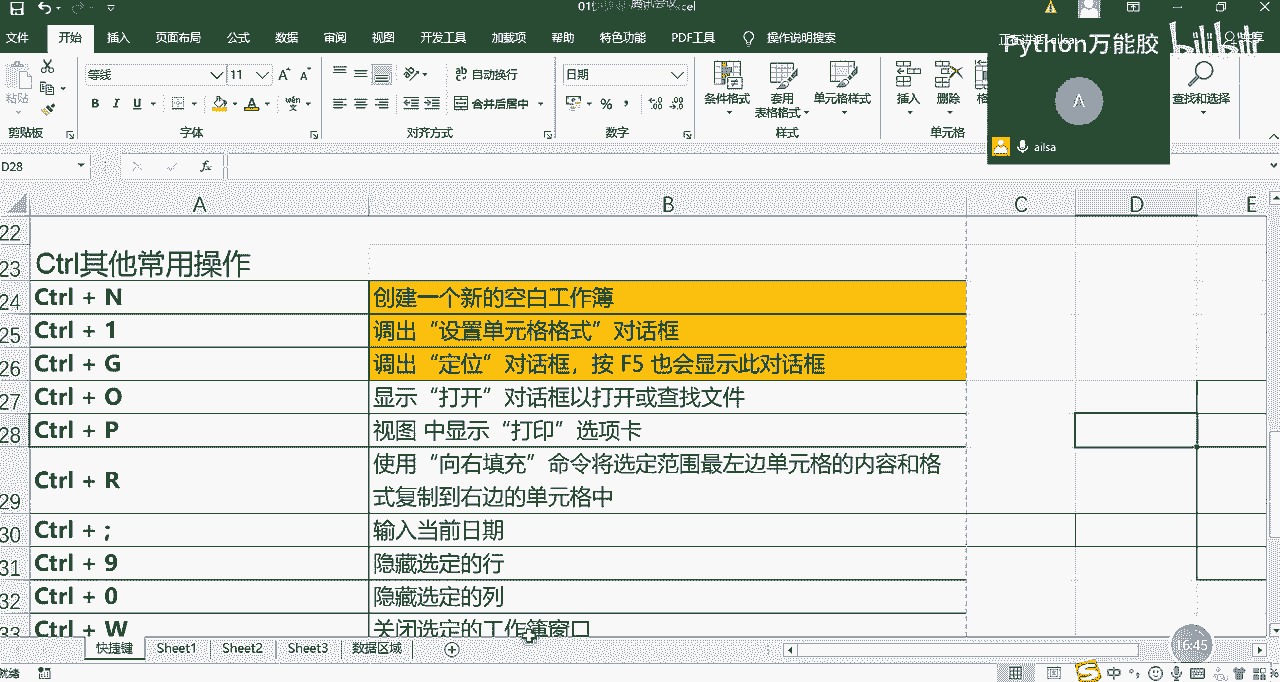 文件 开始 插入 页面布局 公式 数据 审阅 视图 开发工具 加载项 帮助 特色功能 PDF工具 操作说明搜索
Python万能胶 bilibili
等线 11 自动换行 日期
粘贴 B I U 合并后居中 % 条件格式 套用 单元格样式 插入 删除 查找和选择
表格格式
剪贴板 字体 对齐方式 数字 样式 单元格
A
ailsa
D28 fx
A B C D E
22
23 Ctrl其他常用操作
24 Ctrl + N 创建一个新的空白工作簿
25 Ctrl + 1 调出“设置单元格格式”对话框
26 Ctrl + G 调出“定位”对话框，按 F5 也会显示此对话框
27 Ctrl + O 显示“打开”对话框以打开或查找文件
28 Ctrl + P 视图 中显示“打印”选项卡
29 Ctrl + R 使用“向右填充”命令将选定范围最左边单元格的内容和格
式复制到右边的单元格中
30 Ctrl + ; 输入当前日期
31 Ctrl + 9 隐藏选定的行
32 Ctrl + 0 隐藏选定的列
33 Ctrl + W 关闭选定的工作簿窗口
快捷键 Sheet1 Sheet2 Sheet3 数据区域
16:45
就绪 中